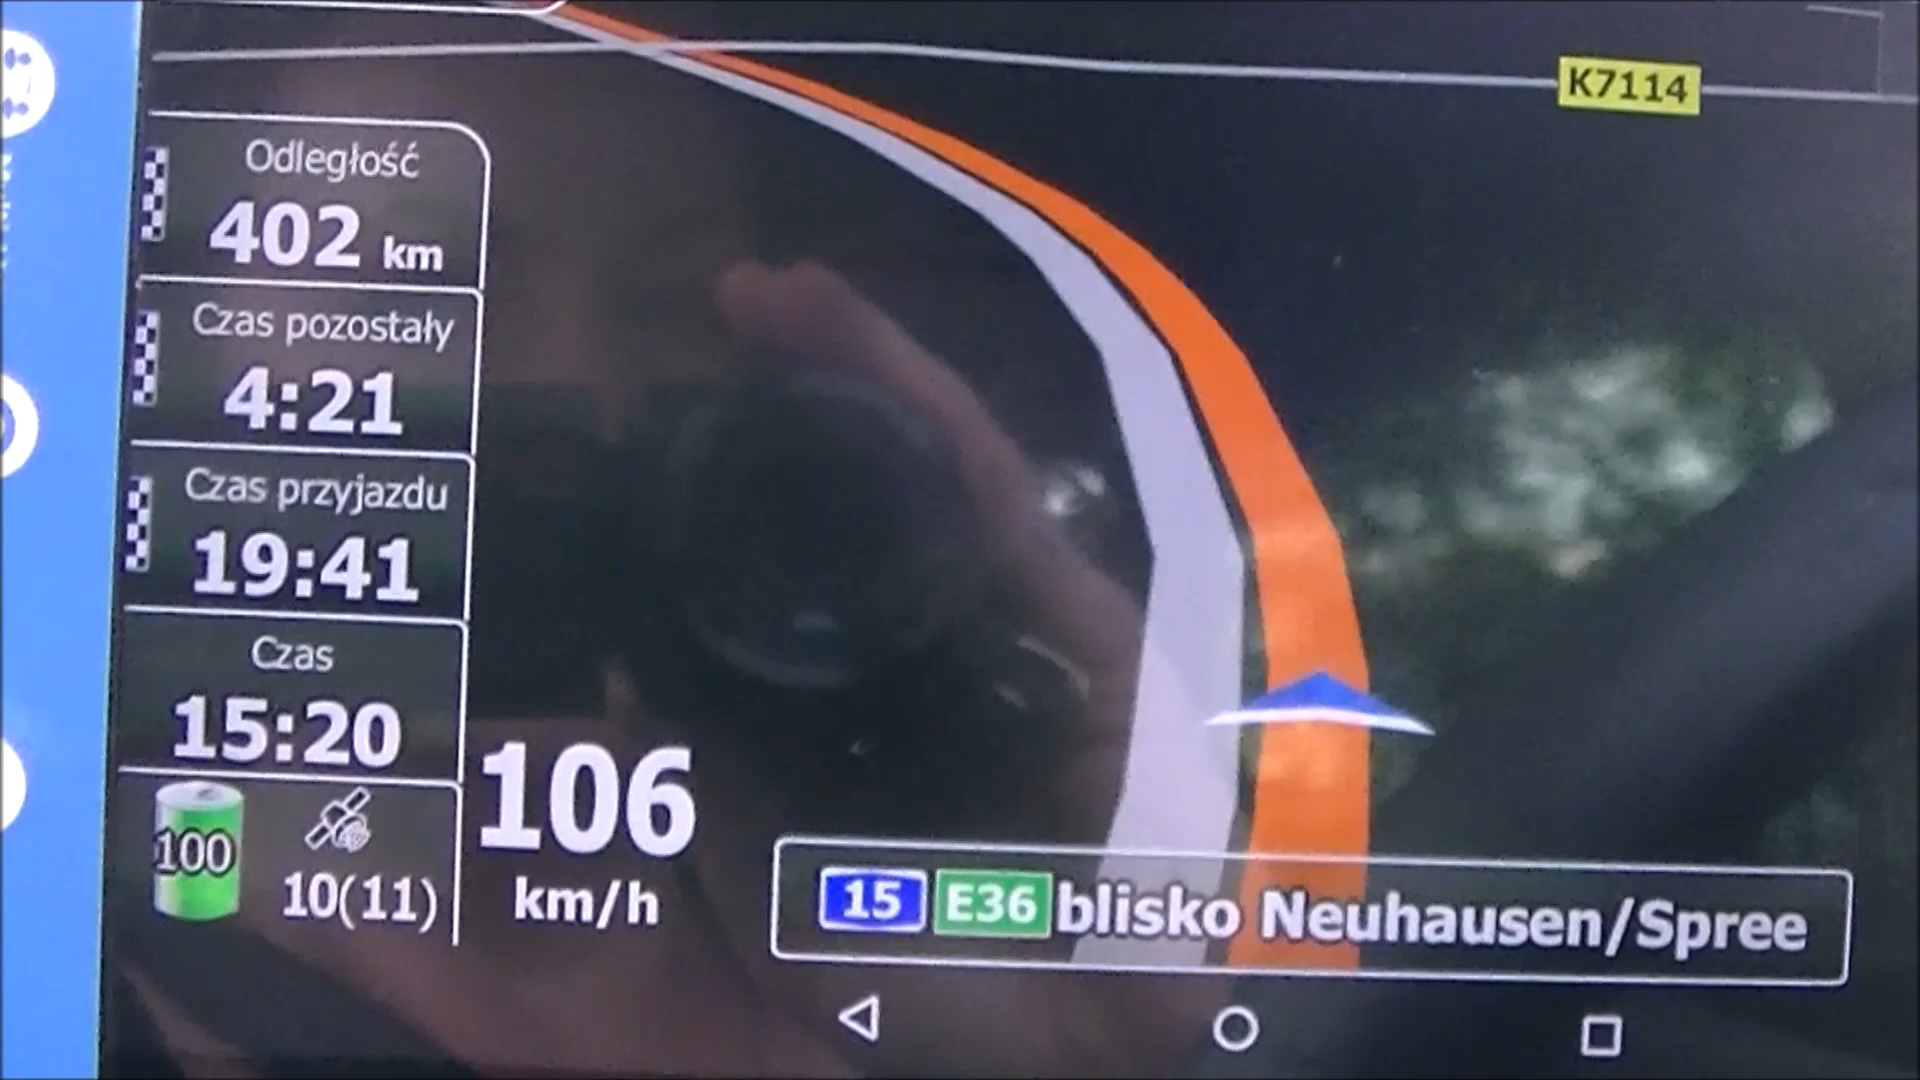 K7114
Odległość
402 km
Czas pozostały
4:21
Czas przyjazdu
19:41
Czas
15:20
100
10(11)
106
km/h
15 E36 blisko Neuhausen/Spree